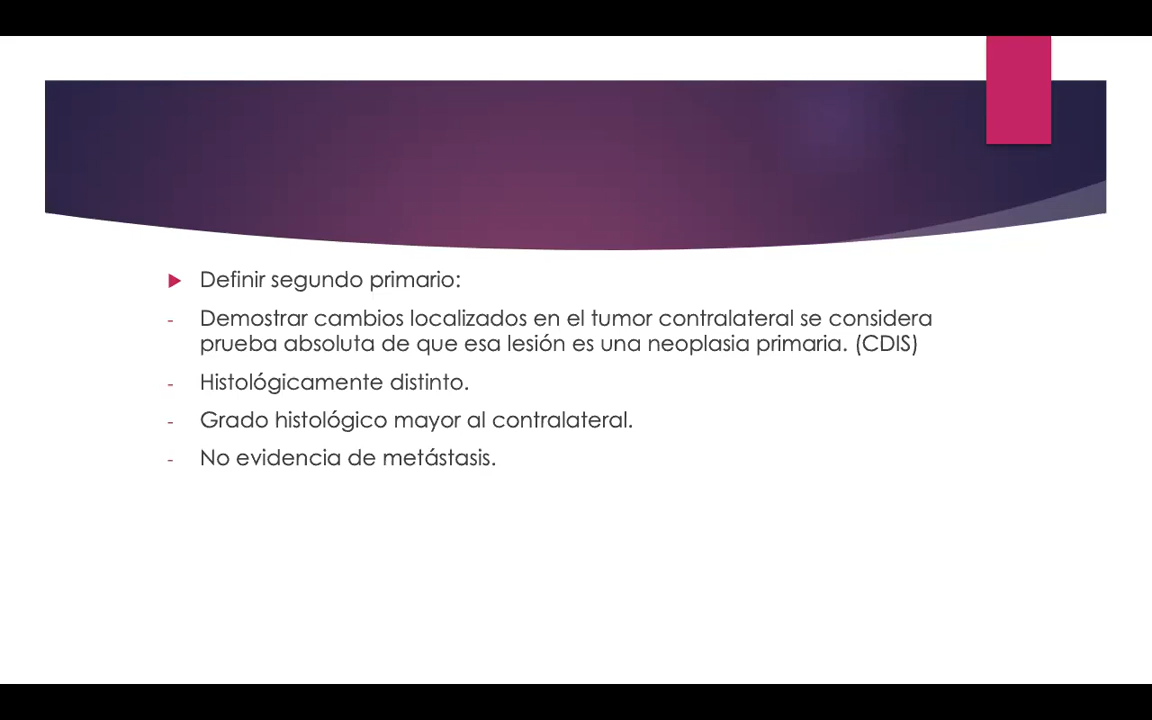 Definir segundo primario:
- Demostrar cambios localizados en el tumor contralateral se considera
prueba absoluta de que esa lesión es una neoplasia primaria. (CDIS)
- Histológicamente distinto.
- Grado histológico mayor al contralateral.
- No evidencia de metástasis.